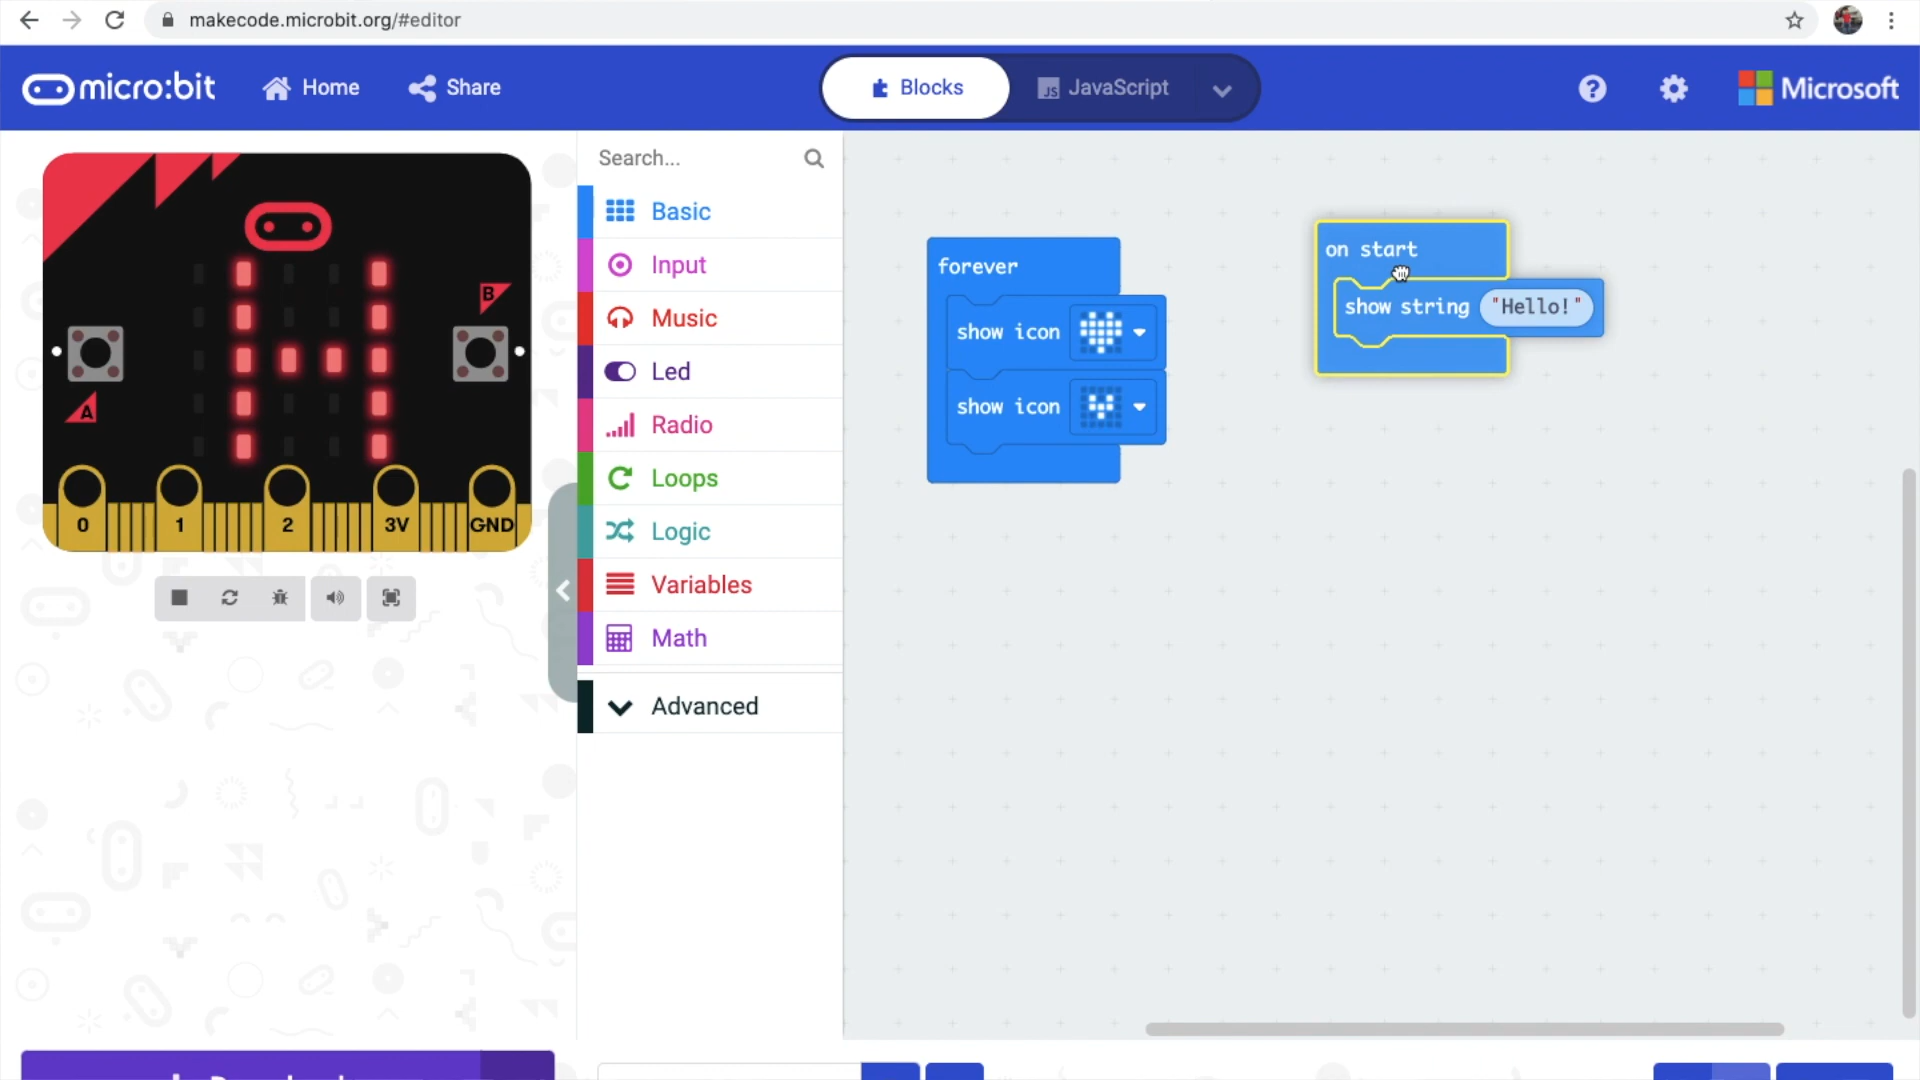 makecode.microbit.org/#editor
micro:bit
Home
Share
Blocks
JS JavaScript
?
Microsoft
Search...
Basic
Input
Music
Led
Radio
Loops
Logic
Variables
Math
Advanced
A
B
0
1
2
3V
GND
forever
show icon
show icon
on start
show string "Hello!"